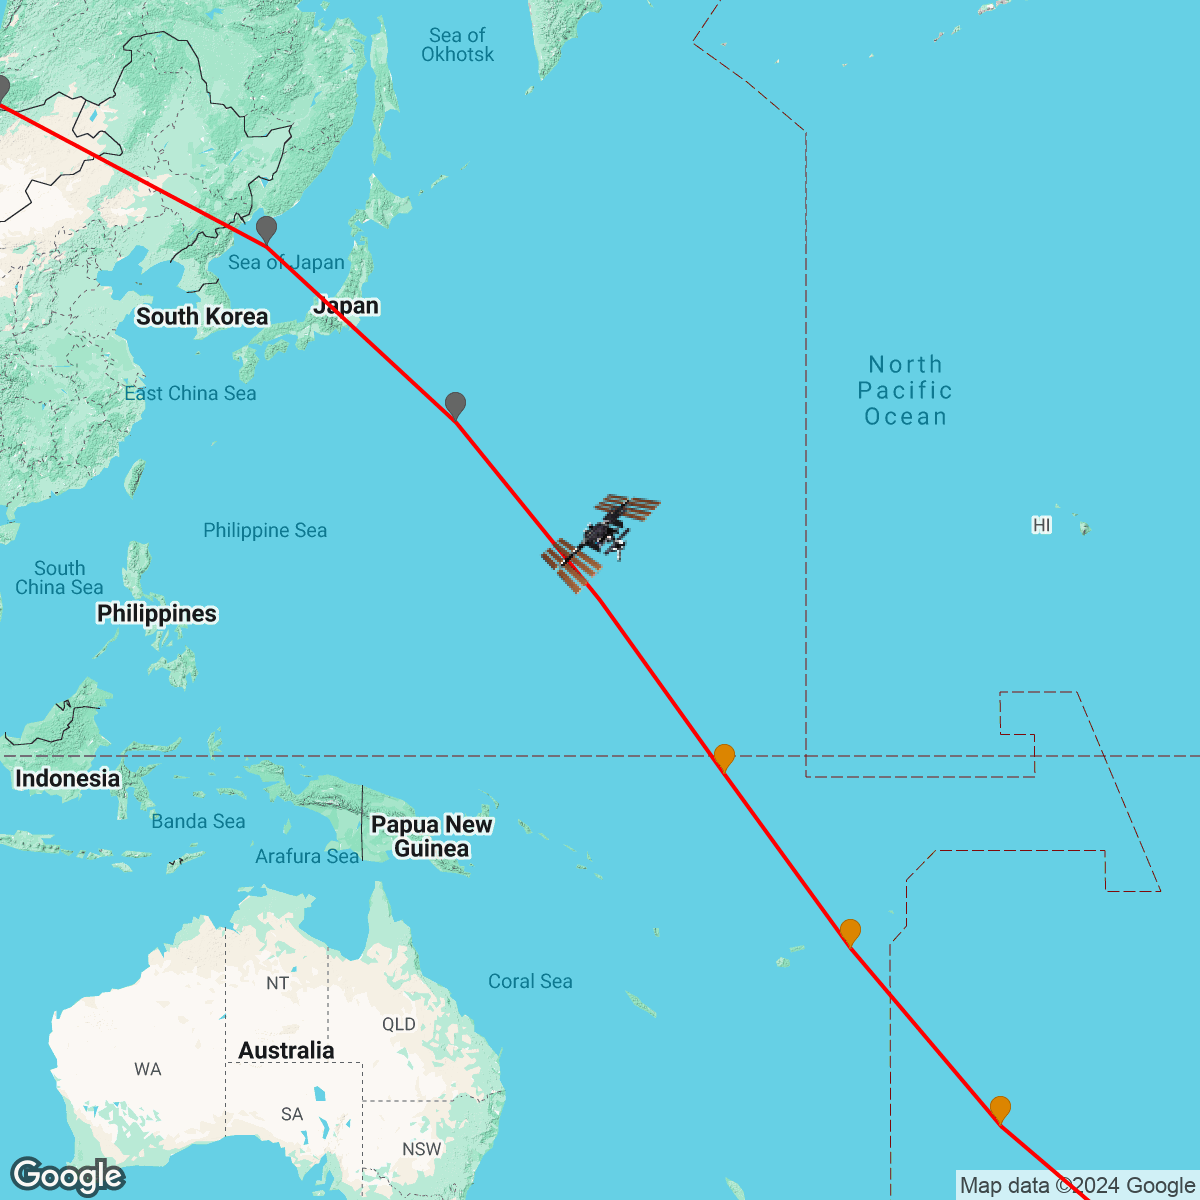 Sea of
Okhotsk
Sea of Japan
Japan
South Korea
North
Pacific
Ocean
East China Sea
Philippine Sea
HI
South
China Sea
Philippines
Indonesia
Banda Sea
Papua New
Guinea
Arafura Sea
NT
Coral Sea
QLD
Australia
WA
SA
NSW
Google
Map data ©2024 Google